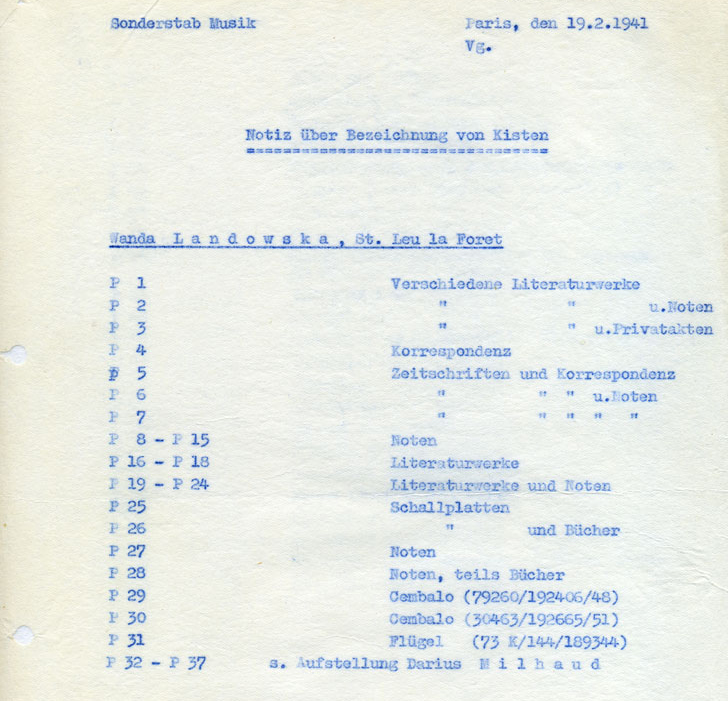 Sonderstab Musik Paris, den 19.2.1941
Vg.
Notiz über Bezeichnung von Kisten
Wanda L a n d o w s k a , St. Leu la Foret
P 1 Verschiedene Literaturwerke
P 2 " " u.Noten
P 3 " " u.Privatakten
P 4 Korrespondenz
P 5 Zeitschriften und Korrespondenz
P 6 " " " u.Noten
P 7 " " " " "
P 8 - P 15 Noten
P 16 - P 18 Literaturwerke
P 19 - P 24 Literaturwerke und Noten
P 25 Schallplatten
P 26 " und Bücher
P 27 Noten
P 28 Noten, teils Bücher
P 29 Cembalo (79260/192406/48)
P 30 Cembalo (30463/192665/51)
P 31 Flügel (73 K/144/189344)
P 32 - P 37 s. Aufstellung Darius M i l h a u d